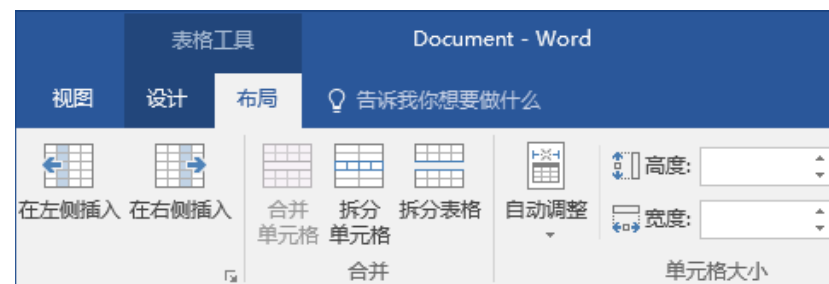 表格工具
Document - Word
视图
设计
布局
告诉我你想要做什么
在左侧插入
在右侧插入
合并
单元格
拆分
单元格
拆分表格
自动调整
高度:
宽度:
合并
单元格大小